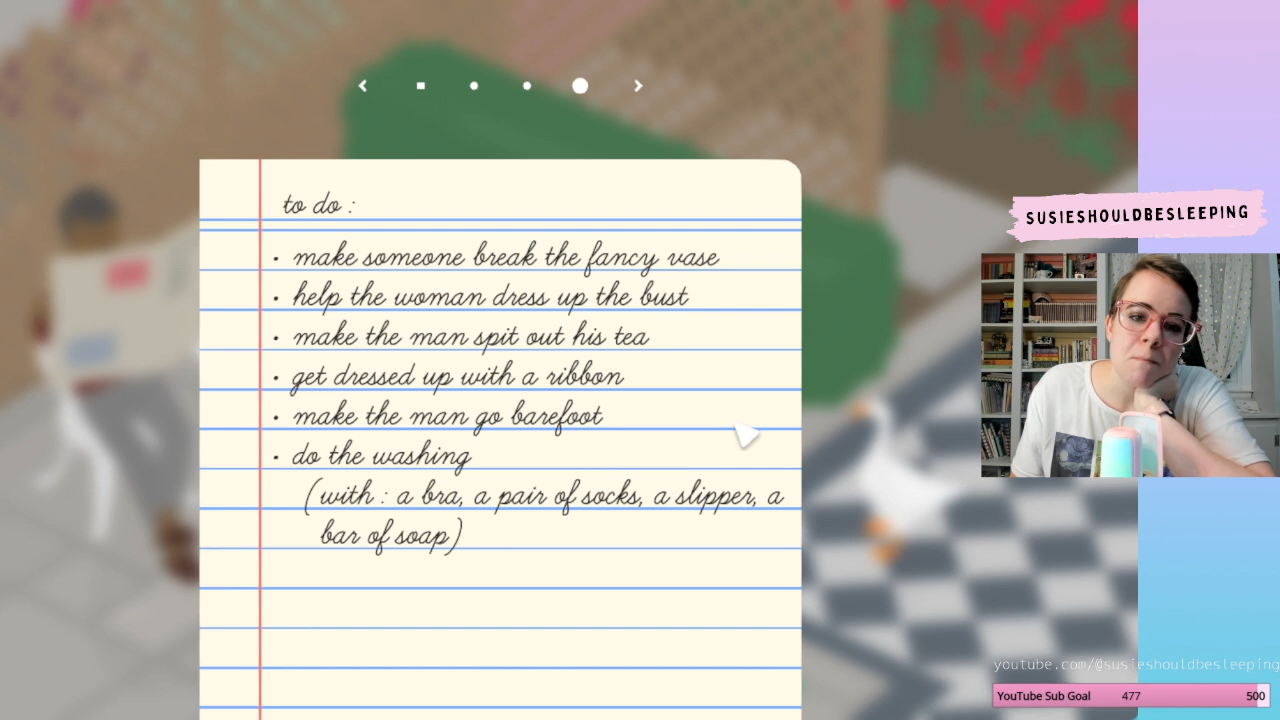 to do :
• make someone break the fancy vase
• help the woman dress up the bust
• make the man spit out his tea
• get dressed up with a ribbon
• make the man go barefoot
• do the washing
(with : a bra, a pair of socks, a slipper, a
bar of soap)
SUSIESHOULDBESLEEPING
youtube.com/@susieshouldbesleeping
YouTube Sub Goal 477 500